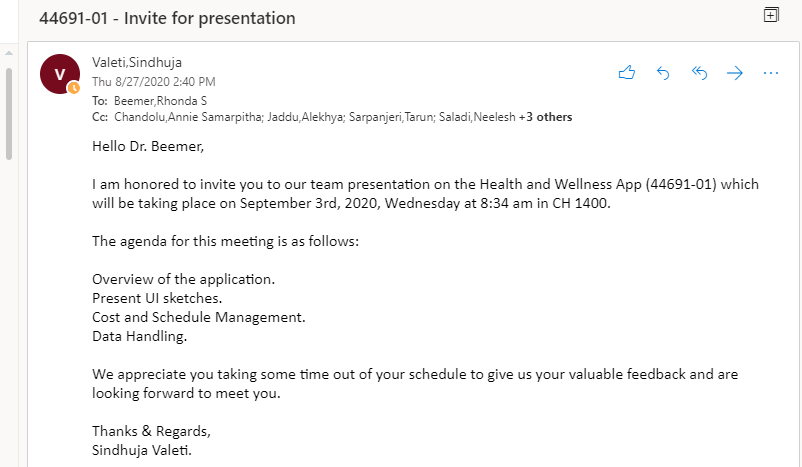 44691-01 - Invite for presentation
V
Valeti,Sindhuja
Thu 8/27/2020 2:40 PM
To: Beemer,Rhonda S
Cc: Chandolu,Annie Samarpitha; Jaddu,Alekhya; Sarpanjeri,Tarun; Saladi,Neelesh +3 others
Hello Dr. Beemer,
I am honored to invite you to our team presentation on the Health and Wellness App (44691-01) which
will be taking place on September 3rd, 2020, Wednesday at 8:34 am in CH 1400.
The agenda for this meeting is as follows:
Overview of the application.
Present UI sketches.
Cost and Schedule Management.
Data Handling.
We appreciate you taking some time out of your schedule to give us your valuable feedback and are
looking forward to meet you.
Thanks & Regards,
Sindhuja Valeti.